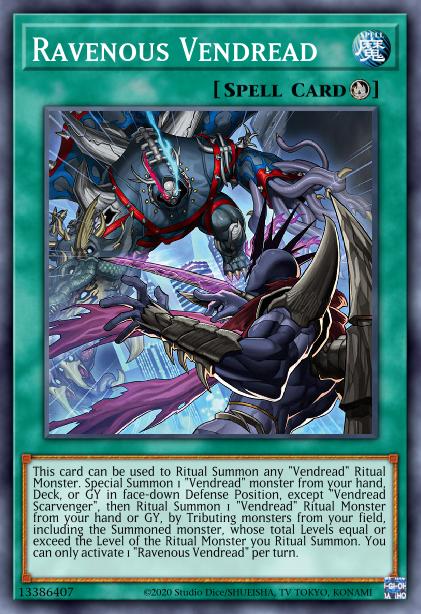 Ravenous Vendread
SPELL
魔
[Spell Card]
This card can be used to Ritual Summon any "Vendread" Ritual
Monster. Special Summon 1 "Vendread" monster from your hand,
Deck, or GY in face-down Defense Position, except "Vendread
Scavenger", then Ritual Summon 1 "Vendread" Ritual Monster
from your hand or GY, by Tributing monsters from your field,
including the Summoned monster, whose total Levels equal or
exceed the Level of the Ritual Monster you Ritual Summon. You
can only activate 1 "Ravenous Vendread" per turn.
13386407
©2020 Studio Dice/SHUEISHA, TV TOKYO, KONAMI